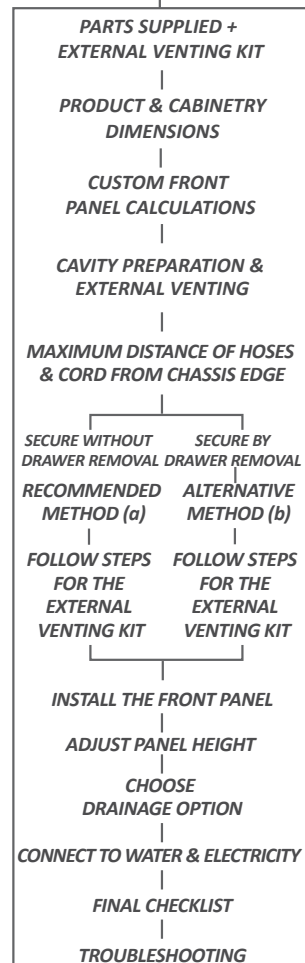 PARTS SUPPLIED +
EXTERNAL VENTING KIT
PRODUCT & CABINETRY
DIMENSIONS
CUSTOM FRONT
PANEL CALCULATIONS
CAVITY PREPARATION &
EXTERNAL VENTING
MAXIMUM DISTANCE OF HOSES
& CORD FROM CHASSIS EDGE
SECURE WITHOUT
DRAWER REMOVAL
RECOMMENDED
METHOD (a)
FOLLOW STEPS
FOR THE
EXTERNAL
VENTING KIT
SECURE BY
DRAWER REMOVAL
ALTERNATIVE
METHOD (b)
FOLLOW STEPS
FOR THE
EXTERNAL
VENTING KIT
INSTALL THE FRONT PANEL
ADJUST PANEL HEIGHT
CHOOSE
DRAINAGE OPTION
CONNECT TO WATER & ELECTRICITY
FINAL CHECKLIST
TROUBLESHOOTING